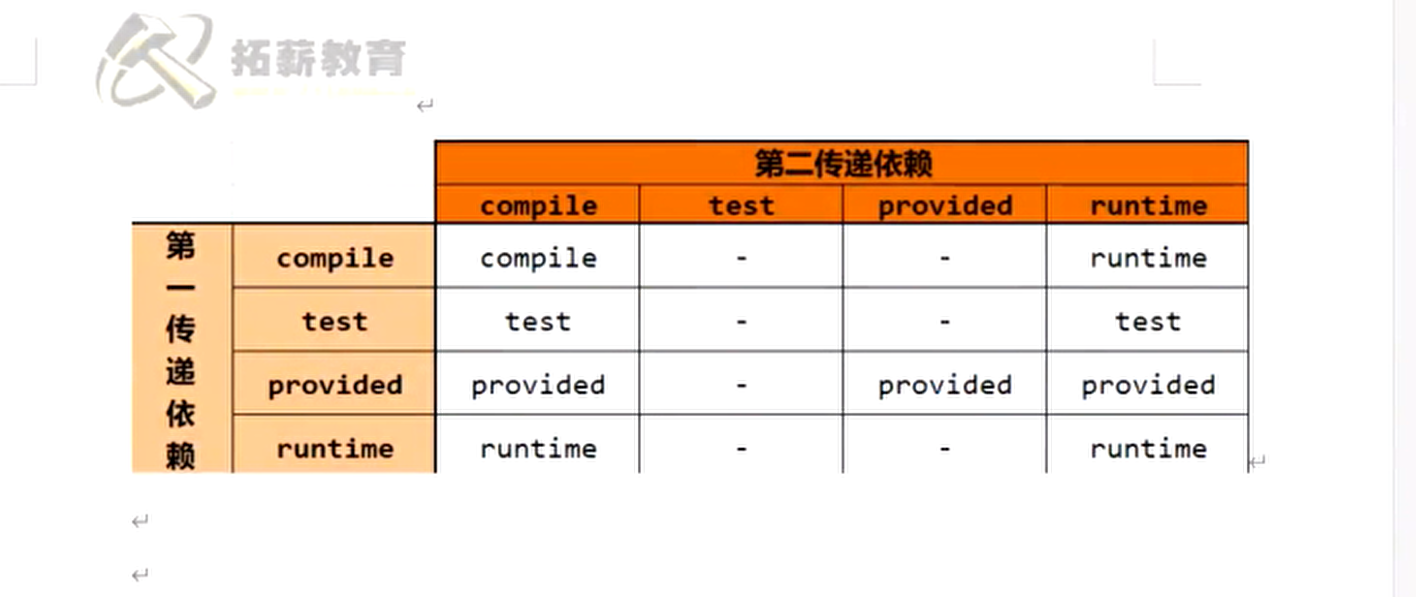 拓薪教育
第二传递依赖
compile test provided runtime
第一传递依赖
compile compile - - runtime
test test - - test
provided provided - provided provided
runtime runtime - - runtime